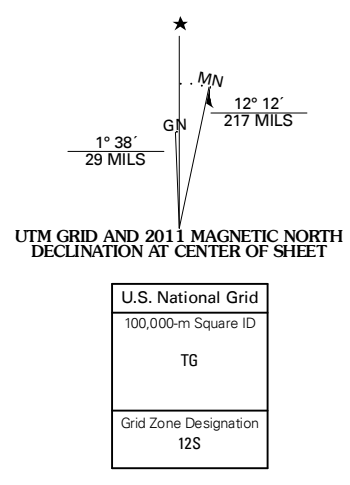 ★
MN
GN
12° 12´
217 MILS
1° 38´
29 MILS
UTM GRID AND 2011 MAGNETIC NORTH
DECLINATION AT CENTER OF SHEET
U.S. National Grid
100,000-m Square ID
TG
Grid Zone Designation
12S